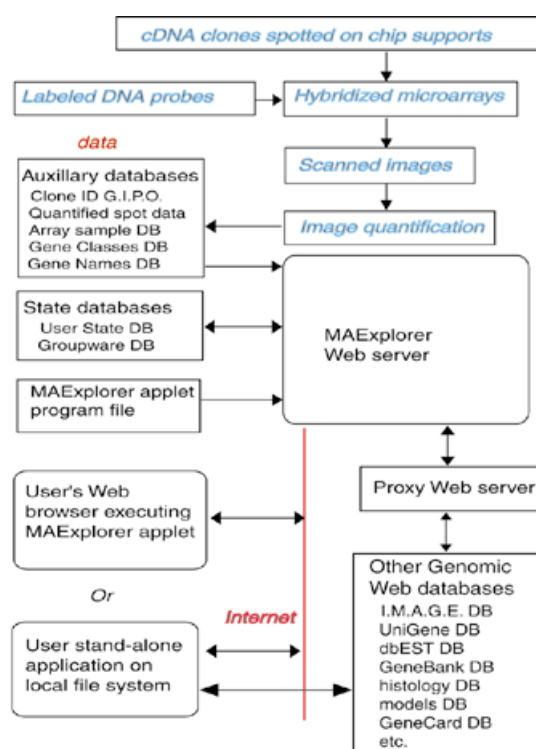 cDNA clones spotted on chip supports
Labeled DNA probes
Hybridized microarrays
data
Scanned images
Auxillary databases
Clone ID G.I.P.O.
Quantified spot data
Array sample DB
Gene Classes DB
Gene Names DB
Image quantification
State databases
User State DB
Groupware DB
MAExplorer
Web server
MAExplorer applet
program file
User's Web
browser executing
MAExplorer applet
Proxy Web server
Or
Internet
User stand-alone
application on
local file system
Other Genomic
Web databases
I.M.A.G.E. DB
UniGene DB
dbEST DB
GeneBank DB
histology DB
models DB
GeneCard DB
etc.